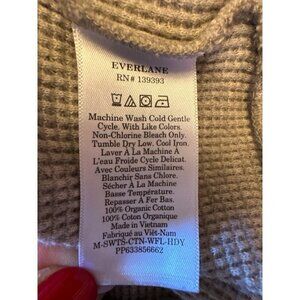 EVERLANE
RN# 139393
Machine Wash Cold Gentle
Cycle. With Like Colors.
Non-Chlorine Bleach Only.
Tumble Dry Low. Cool Iron.
Laver À La Machine À
L'eau Froide Cycle Delicat.
Avec Couleurs Similaires.
Blanchir Sans Chlore.
Sécher À La Machine
Basse Température.
Repasser À Fer Bas.
100% Organic Cotton
100% Coton Organique
Made in Vietnam
Fabriqué au Viêt-Nam
M-SWTS-CTN-WFL-HDY
PP633856662